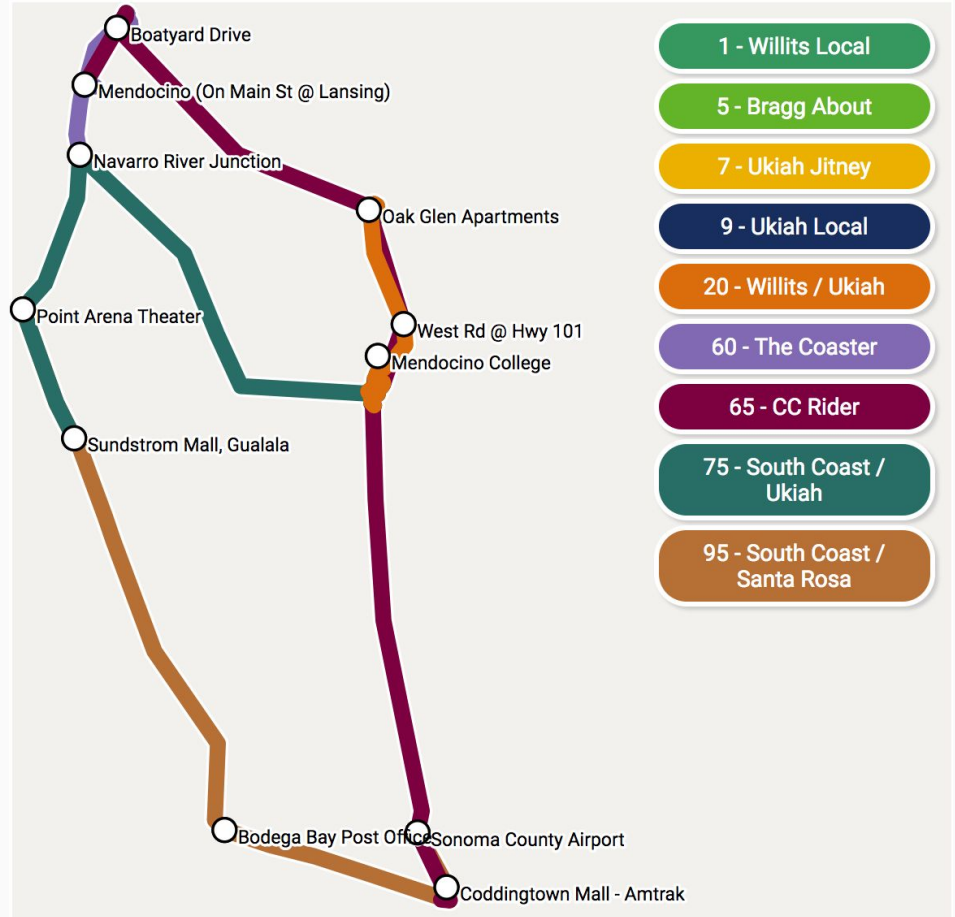 Boatyard Drive
Mendocino (On Main St @ Lansing)
Navarro River Junction
Oak Glen Apartments
Point Arena Theater
West Rd @ Hwy 101
Mendocino College
Sundstrom Mall, Gualala
Bodega Bay Post Office
Sonoma County Airport
Coddingtown Mall - Amtrak
1 - Willits Local
5 - Bragg About
7 - Ukiah Jitney
9 - Ukiah Local
20 - Willits / Ukiah
60 - The Coaster
65 - CC Rider
75 - South Coast /
Ukiah
95 - South Coast /
Santa Rosa